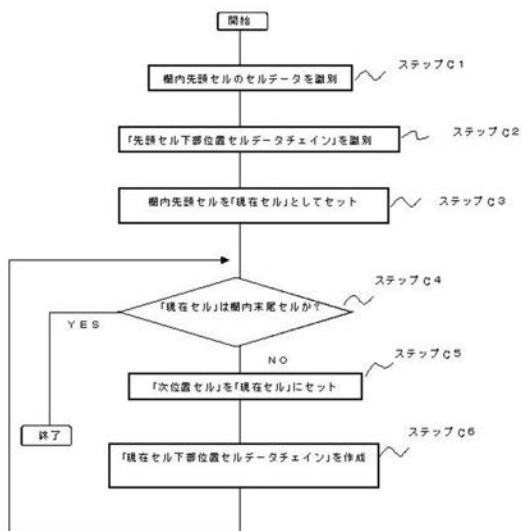 開始
欄内先頭セルのセルデータを識別
ステップC1
「先頭セル下部位置セルデータチェイン」を識別
ステップC2
欄内先頭セルを「現在セル」としてセット
ステップC3
「現在セル」は欄内末尾セルか?
ステップC4
YES
NO
「次位置セル」を「現在セル」にセット
ステップC5
終了
「現在セル下部位置セルデータチェイン」を作成
ステップC6